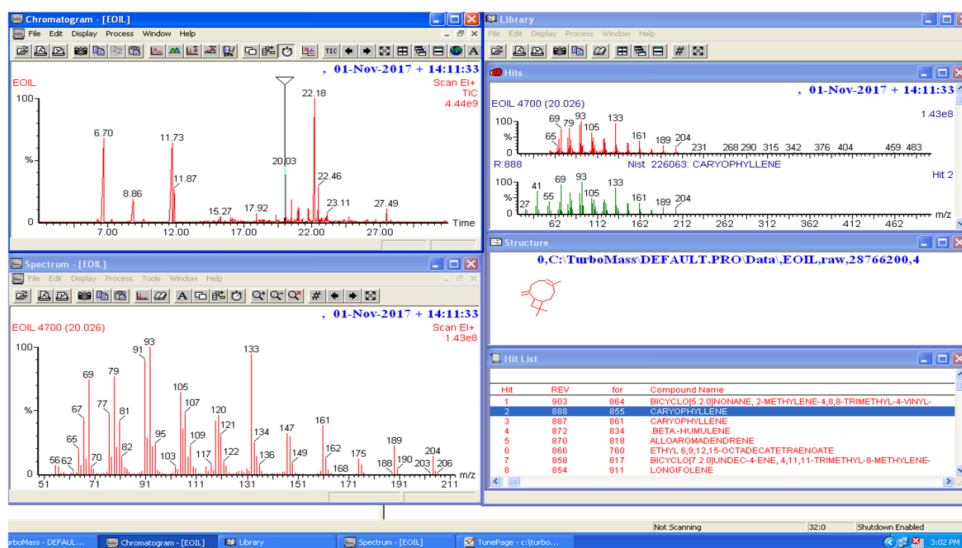 Chromatogram - [EOIL]
File Edit Display Process Window Help
TIC
A
, 01-Nov-2017 + 14:11:33
EOIL
Scan EI+
TIC
4.44e9
100
%
0
6.70
8.86
11.73
11.87
15.27
17.92
20.03
22.18
22.46
23.11
27.49
7.00 12.00 17.00 22.00 27.00
Time
Spectrum - [EOIL]
File Edit Display Process Tools Window Help
A
, 01-Nov-2017 + 14:11:33
EOIL 4700 (20.026)
Scan EI+
1.43e8
100
%
0
56 62 65 67 69 70 77 79 81 82 91 93 95 103 105 107 109 117 120 121 122 133 134 136 147 149 161 162 168 175 188 189 190 203 204 206
51 71 91 111 131 151 171 191 211
m/z
Library
File Edit Display Process Window Help
Hits
, 01-Nov-2017 + 14:11:33
EOIL 4700 (20.026)
1.43e8
100
%
0
65 69 79 93 105 133 161 189 204 231 268 290 315 342 376 404 459 483
R:888
Nist 226063: CARYOPHYLLENE
Hit 2
100
%
0
27 41 55 69 79 93 105 133 161 189 204
62 112 162 212 262 312 362 412 462
m/z
Structure
0,C:\TurboMass\DEFAULT.PRO\Data\,EOIL,raw,28766200,4
Hit List
Hit REV for Compound Name
1 903 864 BICYCLO[5.2.0]NONANE, 2-METHYLENE-4,8,8-TRIMETHYL-4-VINYL-
2 888 855 CARYOPHYLLENE
3 887 861 CARYOPHYLLENE
4 872 834 .BETA.-HUMULENE
5 870 818 ALLOAROMADENDRENE
6 866 760 ETHYL 6,9,12,15-OCTADECATETRAENOATE
7 858 817 BICYCLO[7.2.0]UNDEC-4-ENE, 4,11,11-TRIMETHYL-8-METHYLENE-
8 854 811 LONGIFOLENE
Not Scanning 32:0 Shutdown Enabled
rboMass - DEFAUL... Chromatogram - [EOIL] Library Spectrum - [EOIL] TunePage - c:\turbo... 3:02 PM